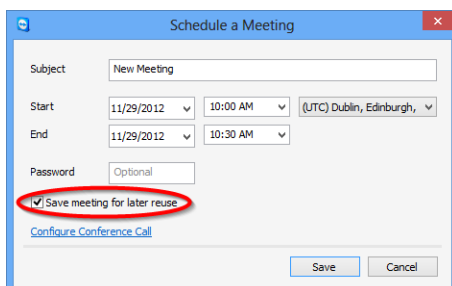 Schedule a Meeting
Subject New Meeting
Start 11/29/2012 10:00 AM (UTC) Dublin, Edinburgh,
End 11/29/2012 10:30 AM
Password Optional
Save meeting for later reuse
Configure Conference Call
Save Cancel